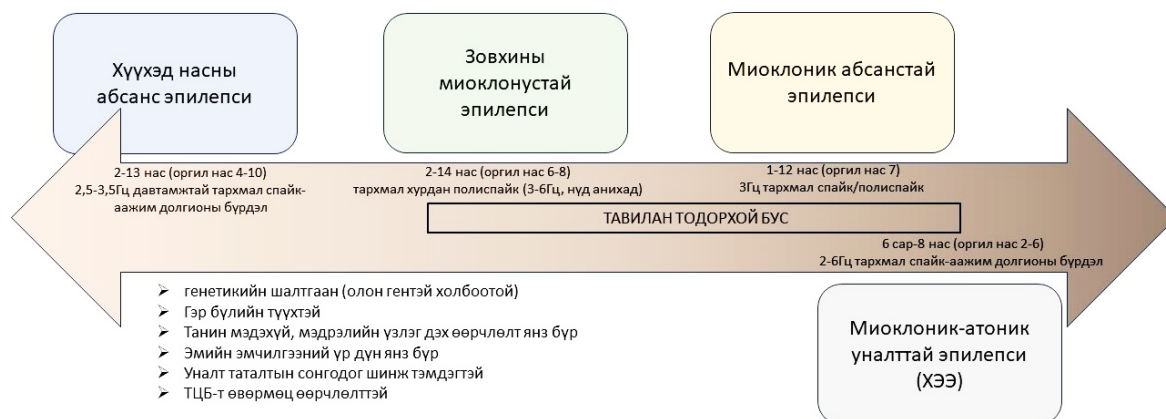 Хүүхэд насны
абсанс эпилепси
Зовхины
миоклонустай
эпилепси
Миоклоник абсанстай
эпилепси
2-13 нас (оргил нас 4-10)
2,5-3,5Гц давтамжтай тархмал спайк-
аажим долгионы бүрдэл
2-14 нас (оргил нас 6-8)
тархмал хурдан полиспайк (3-6Гц, нүд анихад)
1-12 нас (оргил нас 7)
3Гц тархмал спайк/полиспайк
ТАВИЛАН ТОДОРХОЙ БУС
6 сар-8 нас (оргил нас 2-6)
2-6Гц тархмал спайк-аажим долгионы бүрдэл
➢ генетикийн шалтгаан (олон гентэй холбоотой)
➢ Гэр бүлийн түүхтэй
➢ Танин мэдэхүй, мэдрэлийн үзлэг дэх өөрчлөлт янз бүр
➢ Эмийн эмчилгээний үр дүн янз бүр
➢ Уналт таталтын сонгодог шинж тэмдэгтэй
➢ ТЦБ-т өвөрмөц өөрчлөлттэй
Миоклоник-атоник
уналттай эпилепси
(ХЭЭ)